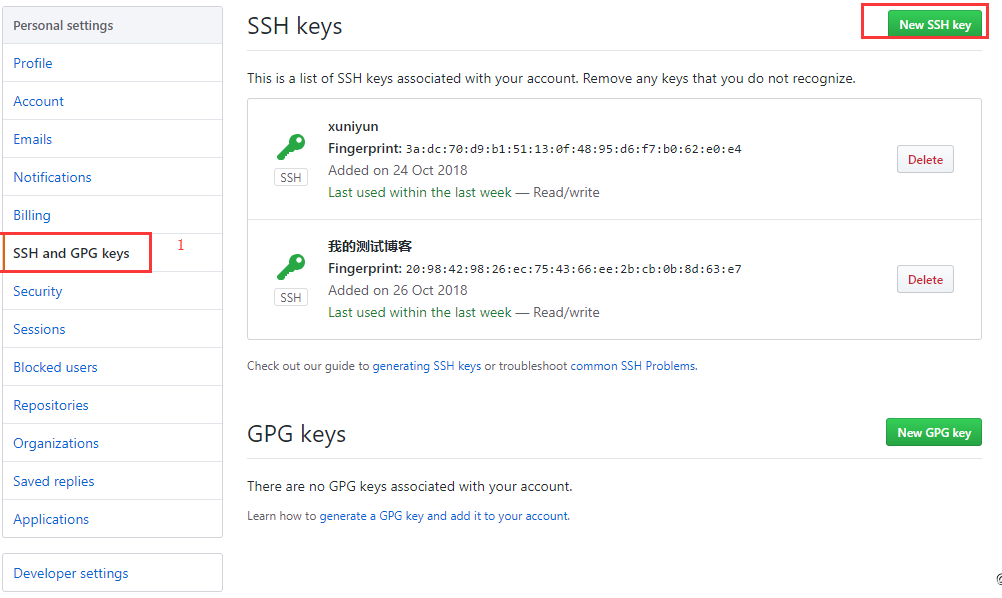 Personal settings
Profile
Account
Emails
Notifications
Billing
SSH and GPG keys
1
Security
Sessions
Blocked users
Repositories
Organizations
Saved replies
Applications
Developer settings
SSH keys
New SSH key
This is a list of SSH keys associated with your account. Remove any keys that you do not recognize.
xuniyun
Fingerprint: 3a:dc:70:d9:b1:51:13:0f:48:95:d6:f7:b0:62:e0:e4
SSH
Added on 24 Oct 2018
Last used within the last week — Read/write
Delete
我的测试博客
Fingerprint: 20:98:42:98:26:ec:75:43:66:ee:2b:cb:0b:8d:63:e7
SSH
Added on 26 Oct 2018
Last used within the last week — Read/write
Delete
Check out our guide to generating SSH keys or troubleshoot common SSH Problems.
GPG keys
New GPG key
There are no GPG keys associated with your account.
Learn how to generate a GPG key and add it to your account.